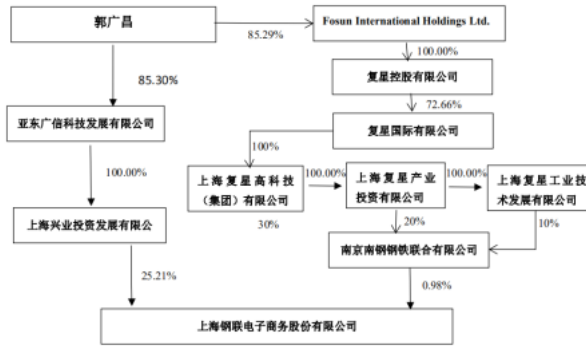 郭广昌
Fosun International Holdings Ltd.
85.29%
100.00%
85.30%
复星控股有限公司
72.66%
亚东广信科技发展有限公司
复星国际有限公司
100%
100.00%
上海复星高科技
（集团）有限公司
100.00%
上海复星产业
投资有限公司
100.00%
上海复星工业技
术发展有限公司
上海兴业投资发展有限公
30%
20%
10%
南京南钢钢铁联合有限公司
25.21%
0.98%
上海钢联电子商务股份有限公司